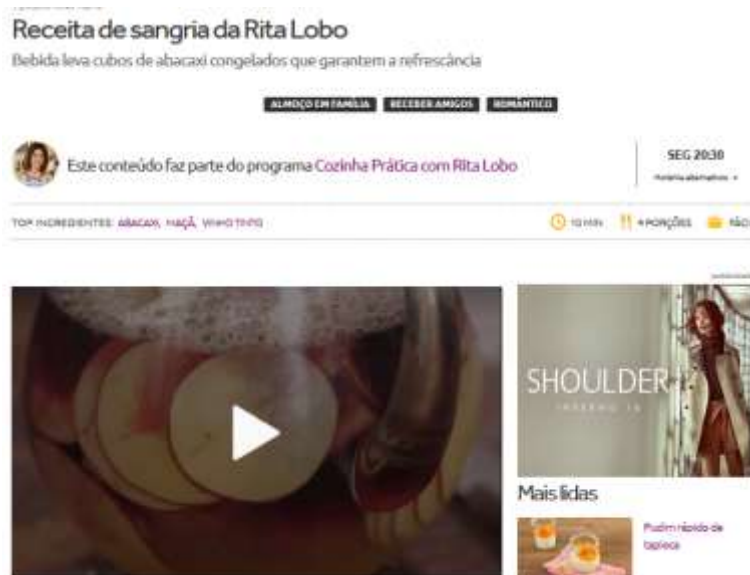 Receita de sangria da Rita Lobo
Bebida leva cubos de abacaxi congelados que garantem a refrescância
ALMOÇO EM FAMÍLIA RECEBER AMIGOS ROMÂNTICO
Este conteúdo faz parte do programa Cozinha Prática com Rita Lobo
SEG 20:30
TOP INGREDIENTES: ABACAXI, MAÇÃ, VINHO TINTO
10 MIN 4 PORÇÕES
SHOULDER
Mais lidas
Pudim rápido de
tapioca